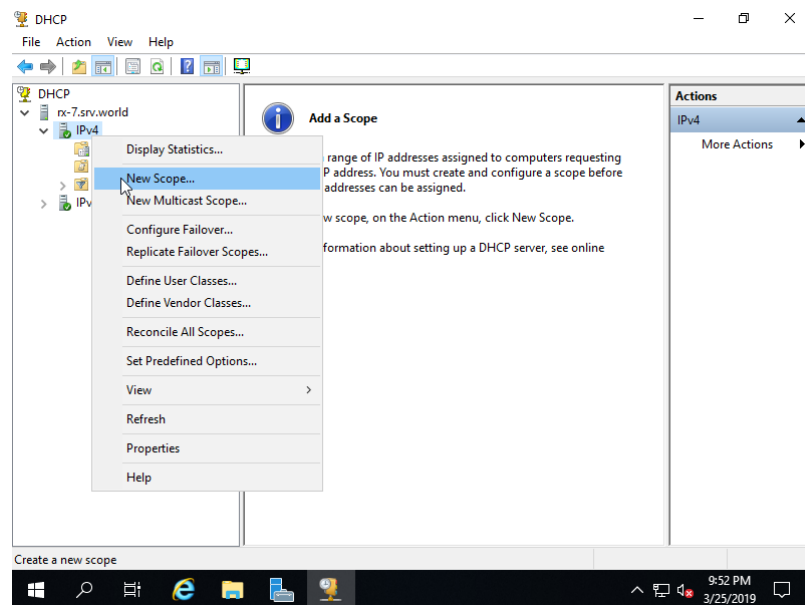 DHCP
File Action View Help
DHCP
rx-7.srv.world
IPv4
IPv
Display Statistics...
New Scope...
New Multicast Scope...
Configure Failover...
Replicate Failover Scopes...
Define User Classes...
Define Vendor Classes...
Reconcile All Scopes...
Set Predefined Options...
View
Refresh
Properties
Help
Add a Scope
range of IP addresses assigned to computers requesting
P address. You must create and configure a scope before
addresses can be assigned.
w scope, on the Action menu, click New Scope.
formation about setting up a DHCP server, see online
Actions
IPv4
More Actions
Create a new scope
9:52 PM
3/25/2019